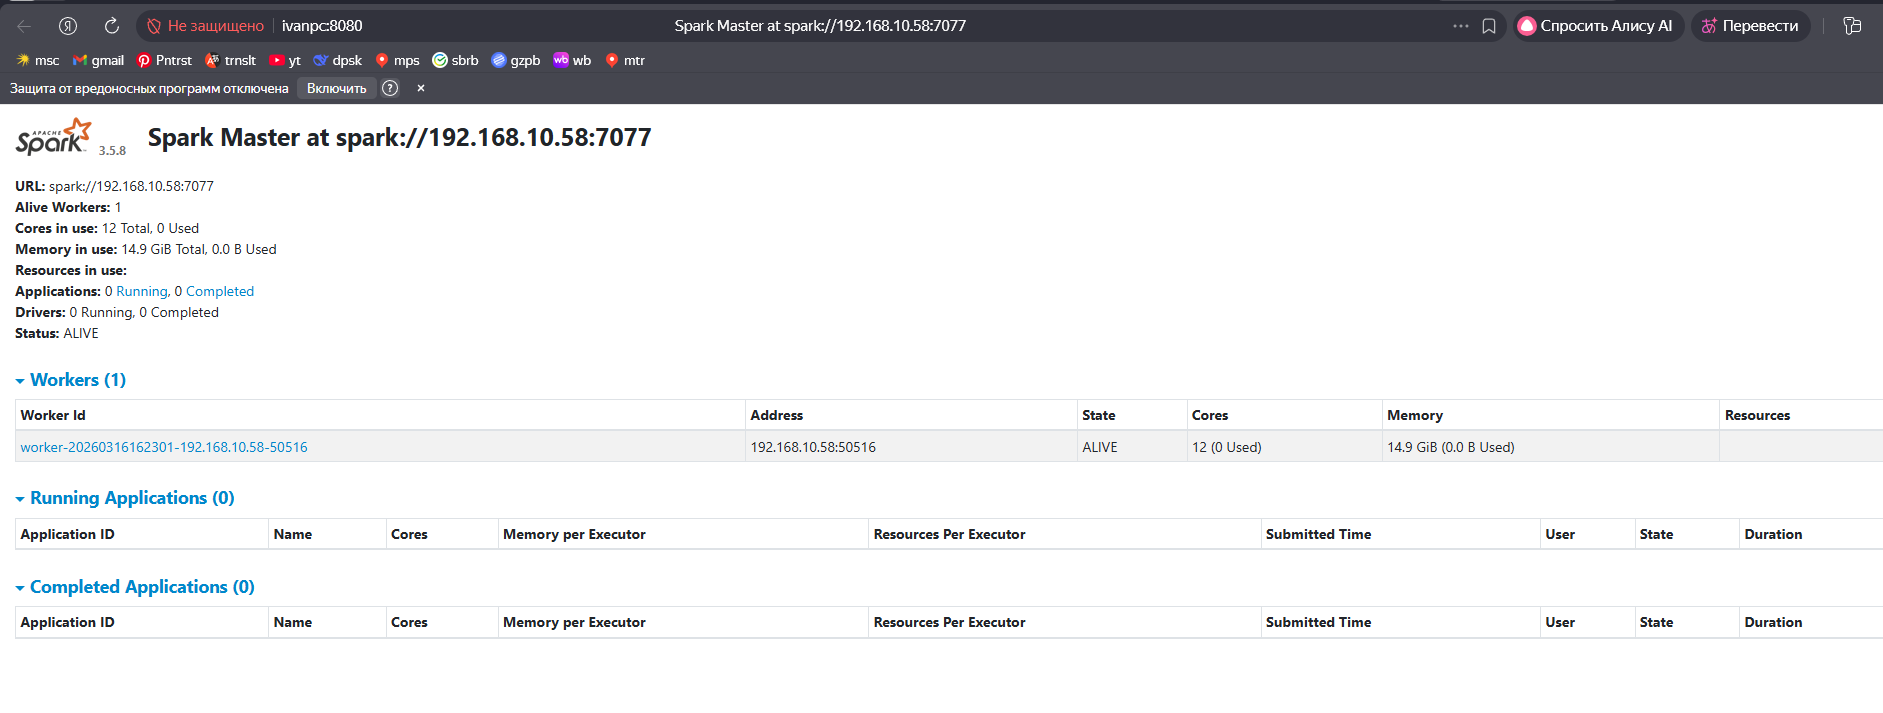 Я
Не защищено
ivanpc:8080
Spark Master at spark://192.168.10.58:7077
Спросить Алису AI
Перевести
msc
gmail
Pntrst
trnslt
yt
dpsk
mps
sbrb
gzpb
wb wb
mtr
Защита от вредоносных программ отключена
Включить
?
APACHE
Spark
3.5.8
Spark Master at spark://192.168.10.58:7077
URL: spark://192.168.10.58:7077
Alive Workers: 1
Cores in use: 12 Total, 0 Used
Memory in use: 14.9 GiB Total, 0.0 B Used
Resources in use:
Applications: 0 Running, 0 Completed
Drivers: 0 Running, 0 Completed
Status: ALIVE
Workers (1)
Worker Id Address State Cores Memory Resources
worker-20260316162301-192.168.10.58-50516 192.168.10.58:50516 ALIVE 12 (0 Used) 14.9 GiB (0.0 B Used)
Running Applications (0)
Application ID Name Cores Memory per Executor Resources Per Executor Submitted Time User State Duration
Completed Applications (0)
Application ID Name Cores Memory per Executor Resources Per Executor Submitted Time User State Duration